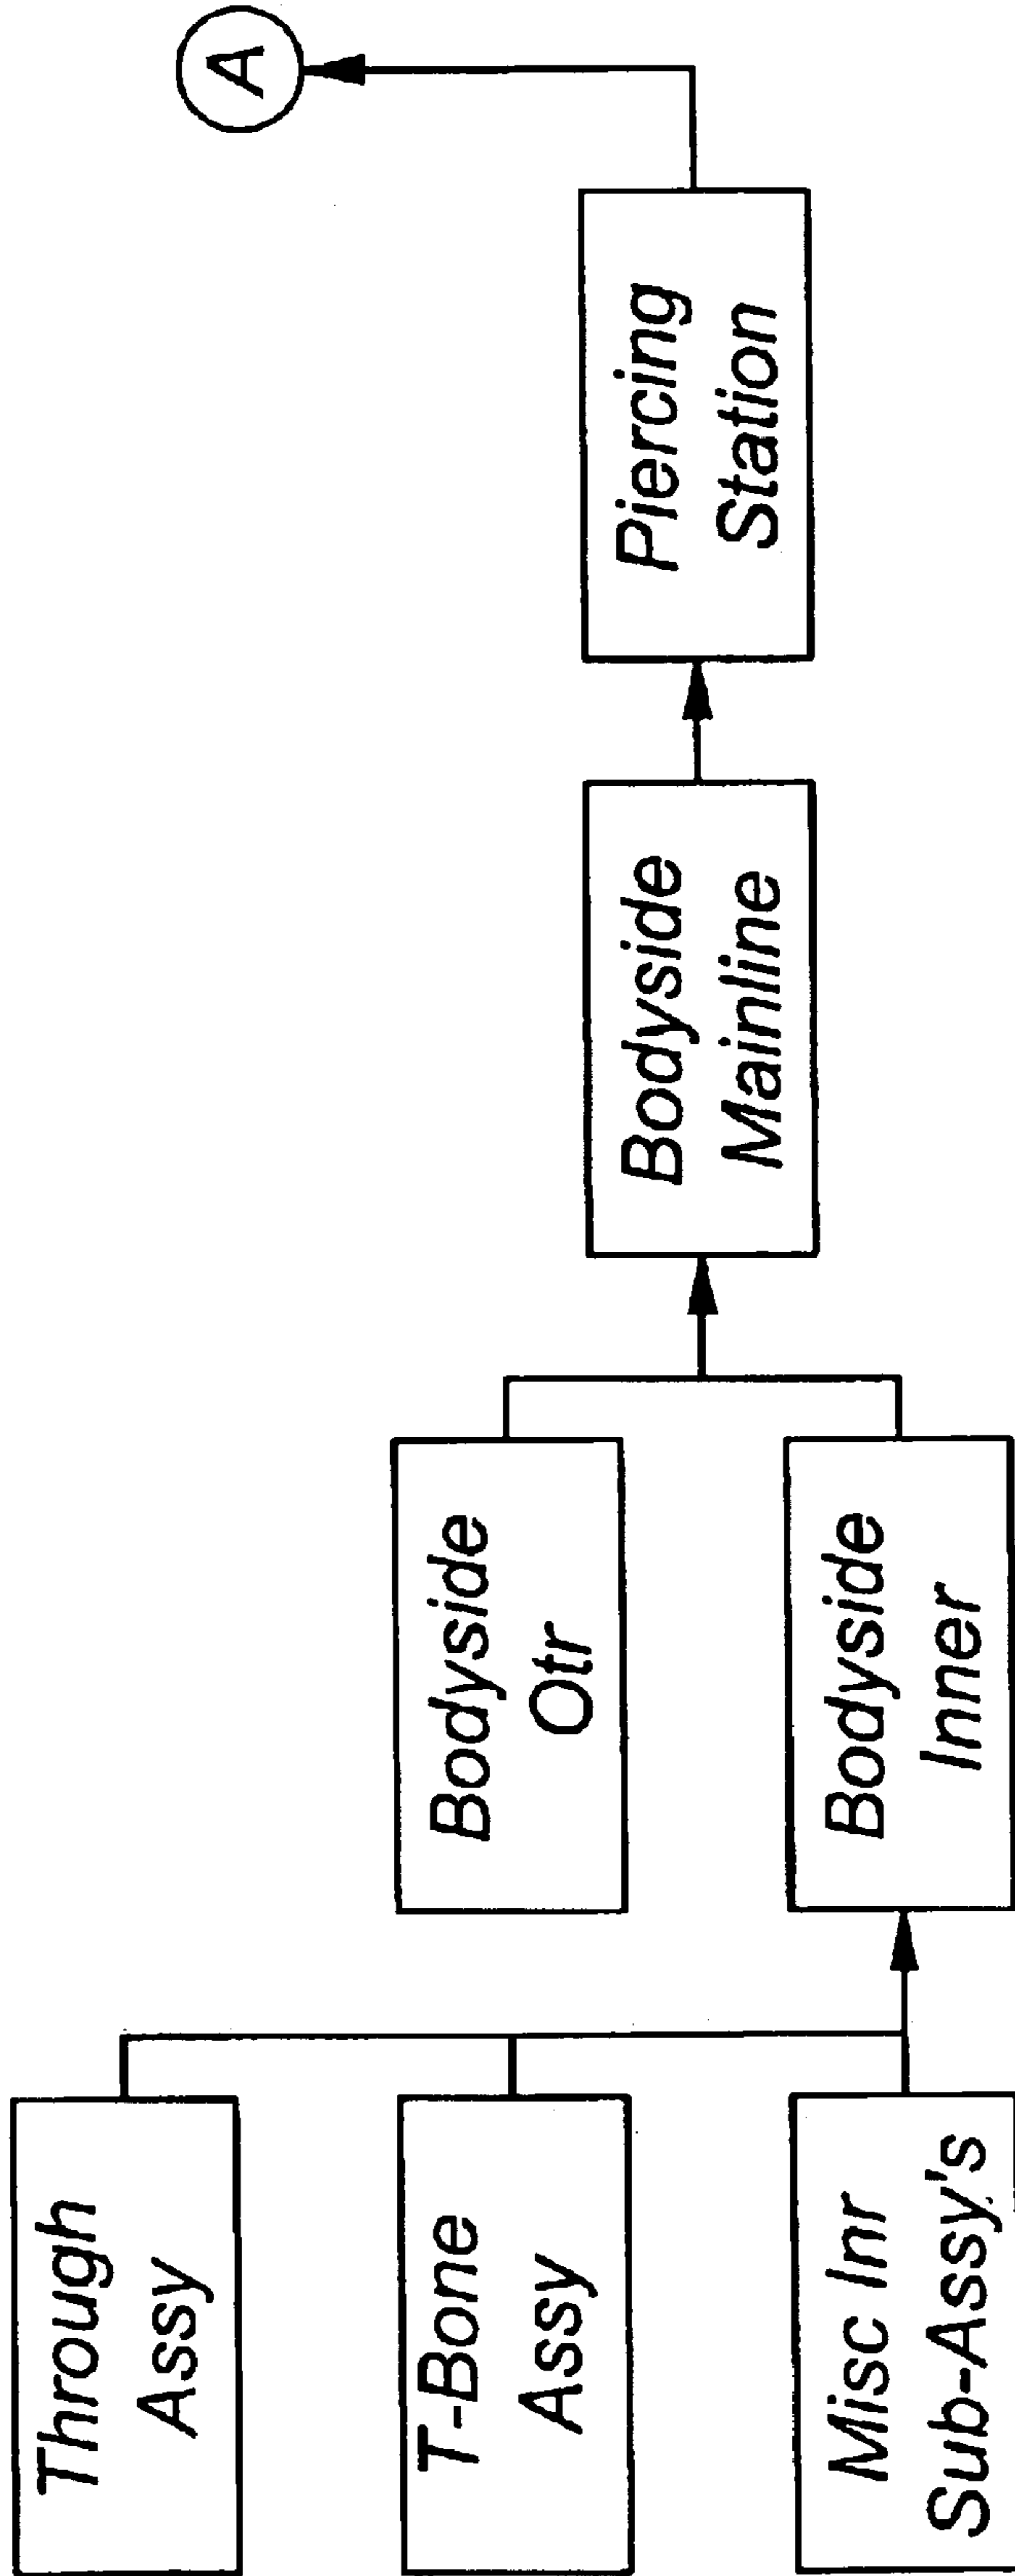 Through
Assy
T-Bone
Assy
Misc Inr
Sub-Assy's
Bodyside
Otr
Bodyside
Inner
Bodyside
Mainline
Piercing
Station
A